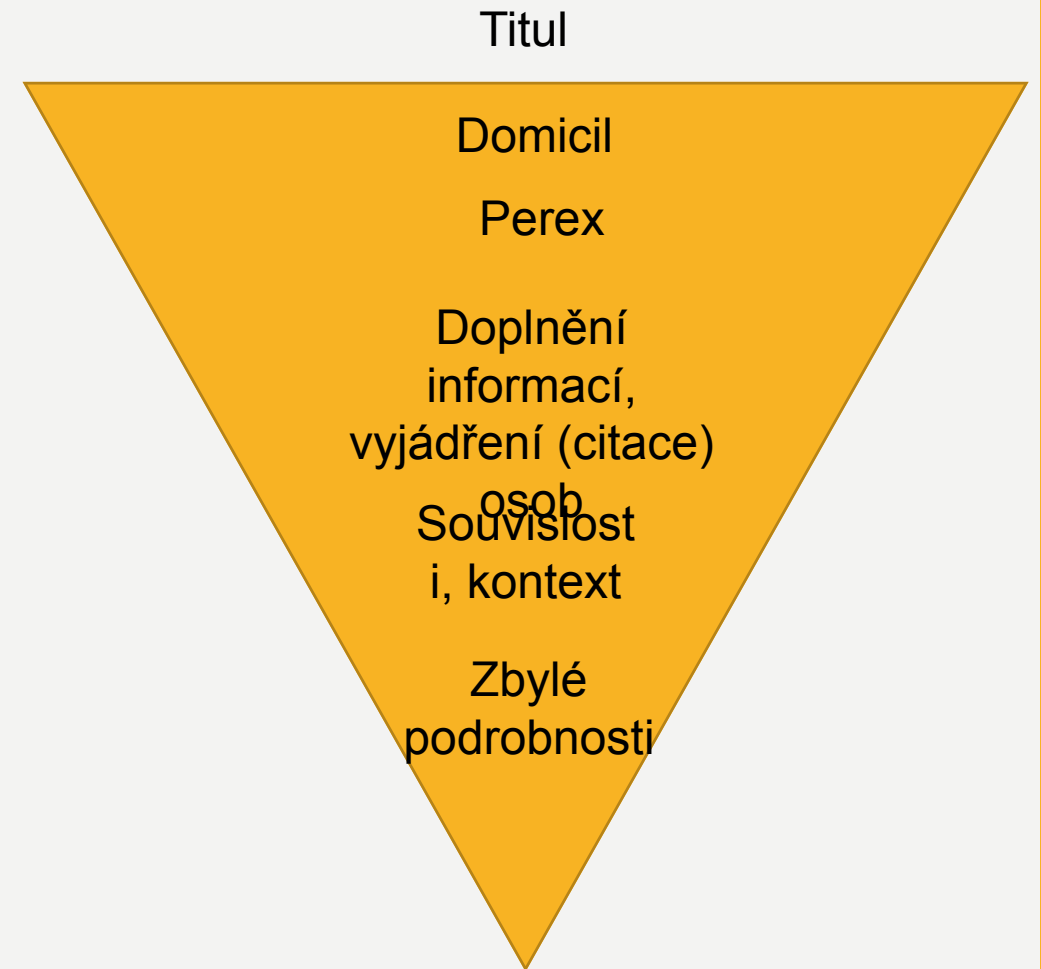 Titul
Domicil
Perex
Doplnění
informací,
vyjádření (citace)
osob
Souvislost
i, kontext
Zbylé
podrobnosti